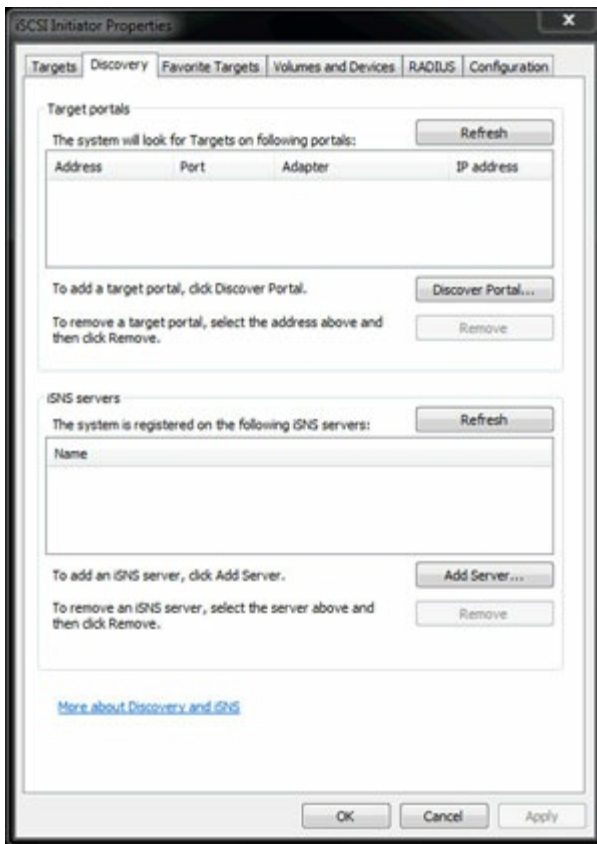 iSCSI Initiator Properties
Targets Discovery Favorite Targets Volumes and Devices RADIUS Configuration
Target portals
The system will look for Targets on following portals: Refresh
Address Port Adapter IP address
To add a target portal, click Discover Portal. Discover Portal...
To remove a target portal, select the address above and then click Remove. Remove
iSNS servers
The system is registered on the following iSNS servers: Refresh
Name
To add an iSNS server, click Add Server. Add Server...
To remove an iSNS server, select the server above and then click Remove. Remove
More about Discovery and iSNS
OK Cancel Apply